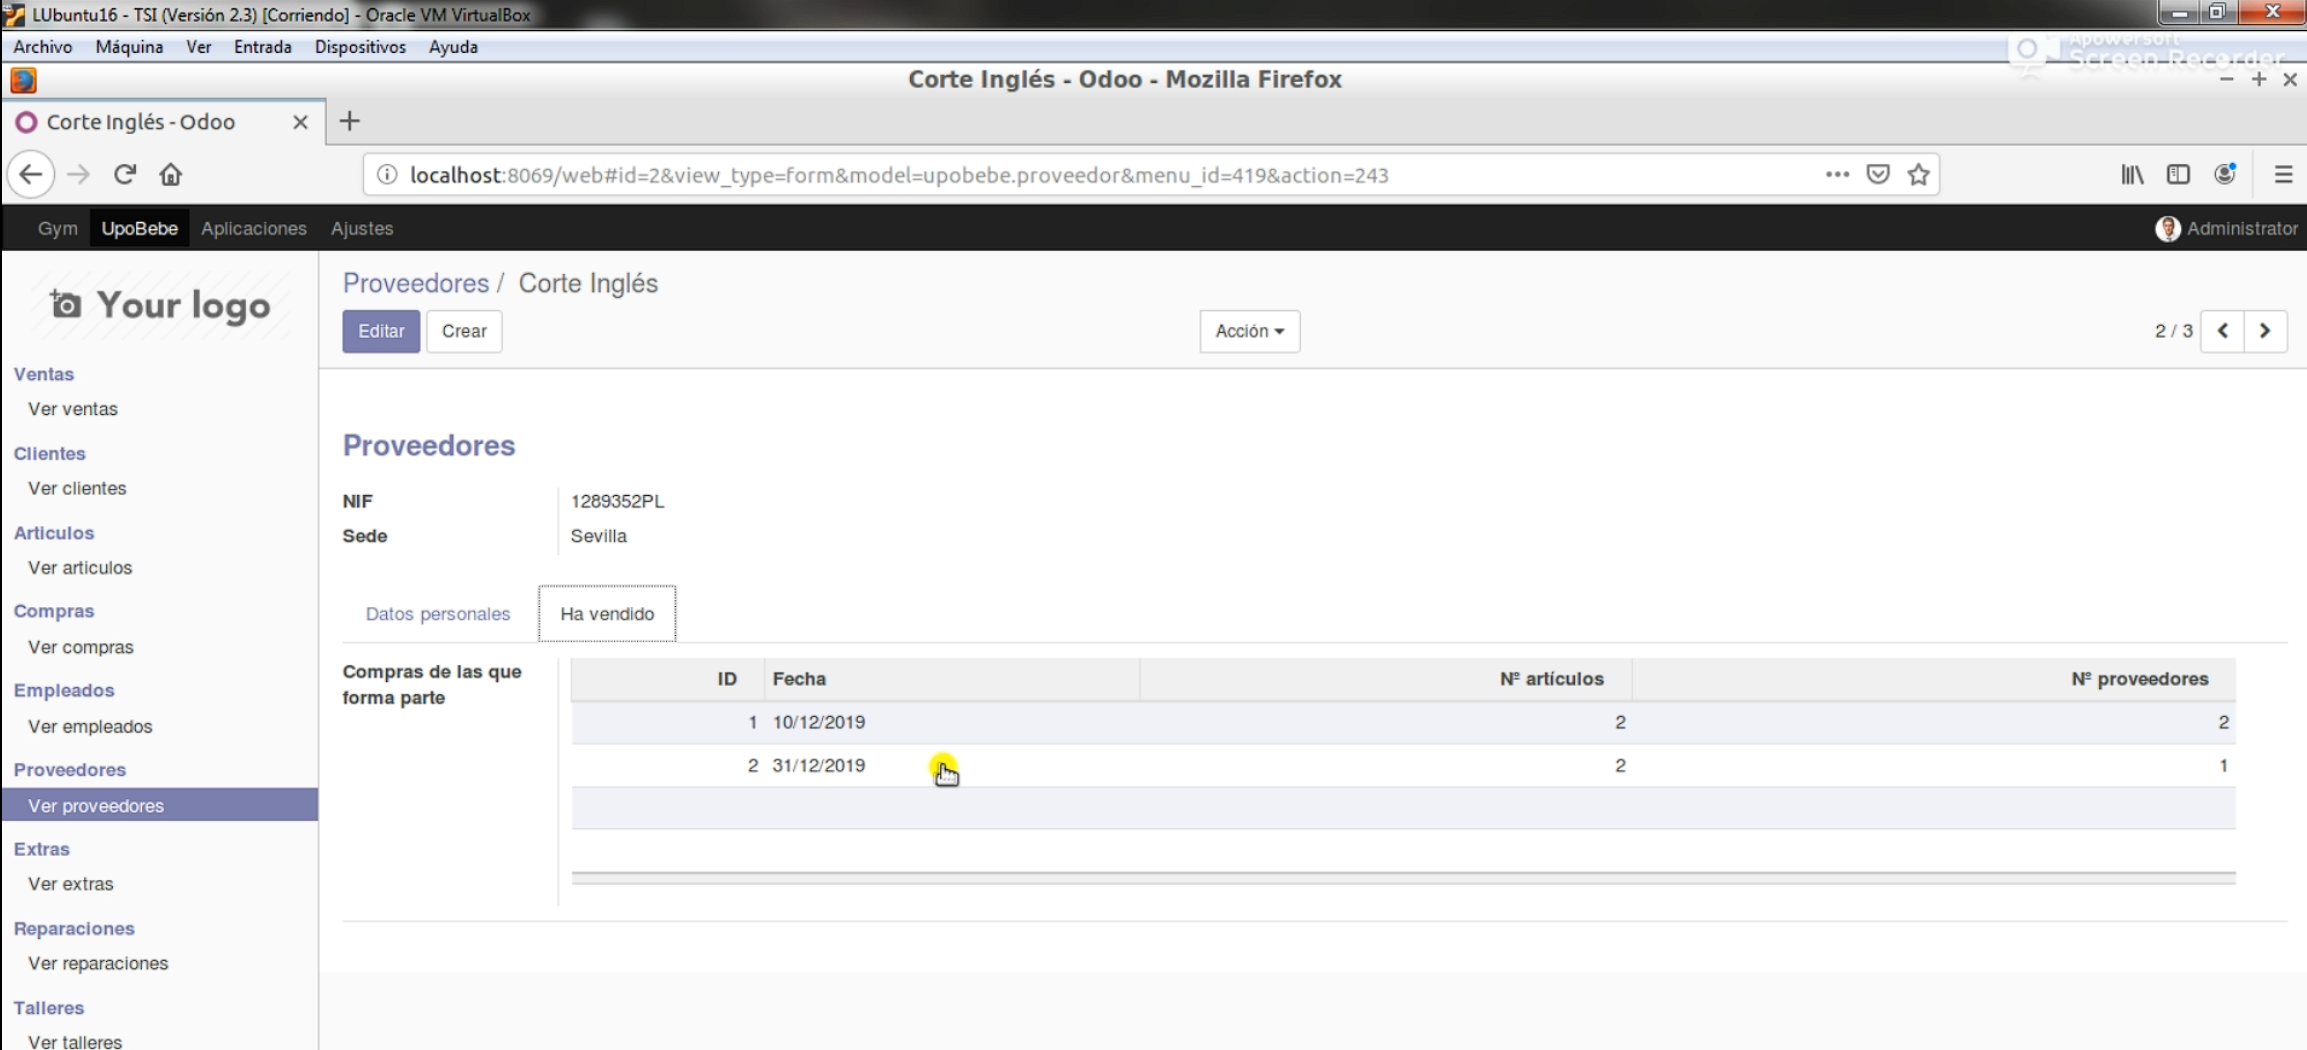 LUbuntu16 - TSI (Versión 2.3) [Corriendo] - Oracle VM VirtualBox
Archivo Máquina Ver Entrada Dispositivos Ayuda
Apowersoft
Screen Recorder
Corte Inglés - Odoo - Mozilla Firefox
Corte Inglés - Odoo
localhost:8069/web#id=2&view_type=form&model=upobebe.proveedor&menu_id=419&action=243
Gym UpoBebe Aplicaciones Ajustes Administrator
Your logo
Proveedores / Corte Inglés
Editar Crear Acción 2 / 3
Ventas
Ver ventas
Clientes
Ver clientes
Articulos
Ver articulos
Compras
Ver compras
Empleados
Ver empleados
Proveedores
Ver proveedores
Extras
Ver extras
Reparaciones
Ver reparaciones
Talleres
Ver talleres
Proveedores
NIF 1289352PL
Sede Sevilla
Datos personales Ha vendido
Compras de las que
forma parte
ID Fecha Nº artículos Nº proveedores
1 10/12/2019 2 2
2 31/12/2019 2 1